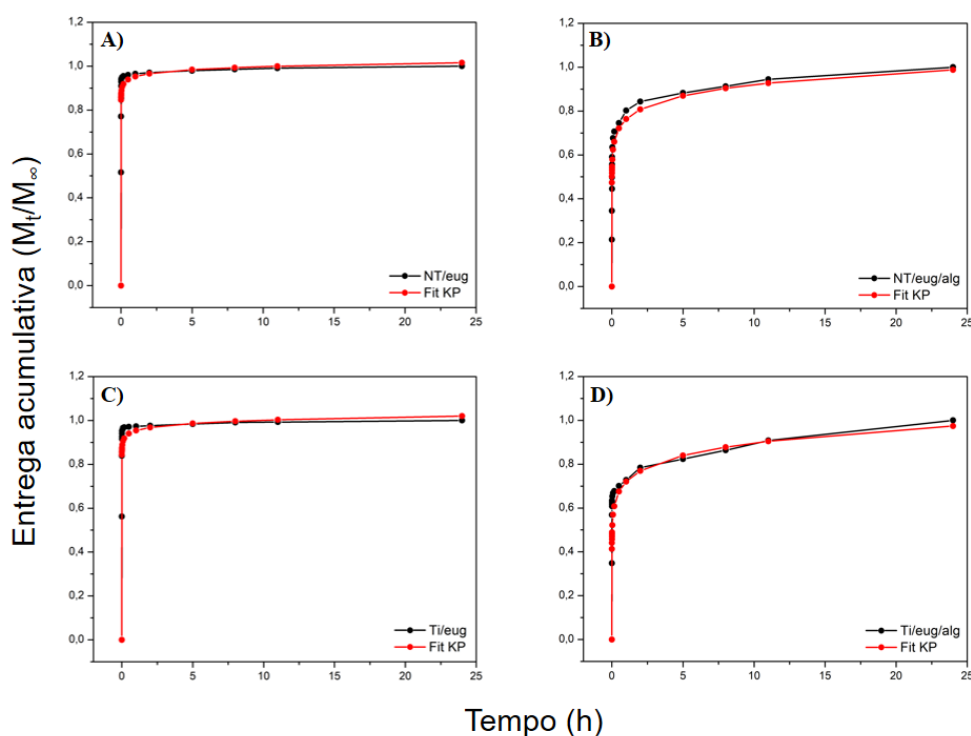 Entrega acumulativa (Mₜ/M∞)
A)
1,2
1,0
0,8
0,6
0,4
0,2
0,0
NT/eug
Fit KP
0 5 10 15 20 25
B)
1,2
1,0
0,8
0,6
0,4
0,2
0,0
NT/eug/alg
Fit KP
0 5 10 15 20 25
C)
1,2
1,0
0,8
0,6
0,4
0,2
0,0
Ti/eug
Fit KP
0 5 10 15 20 25
D)
1,2
1,0
0,8
0,6
0,4
0,2
0,0
Ti/eug/alg
Fit KP
0 5 10 15 20 25
Tempo (h)